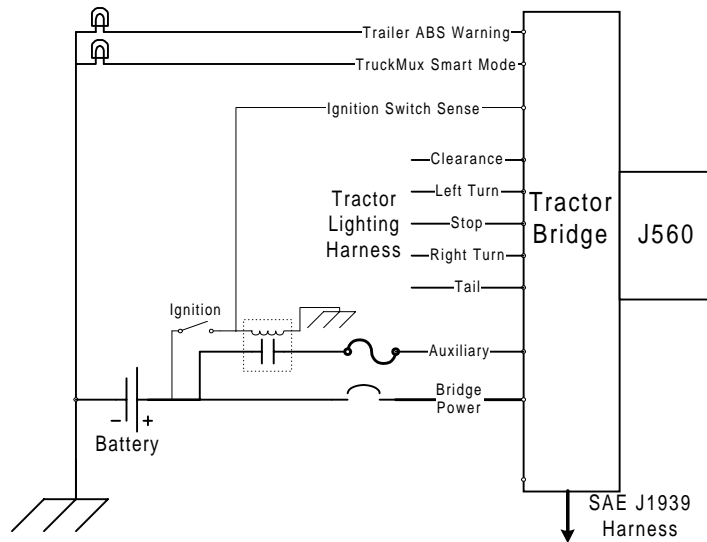 Trailer ABS Warning
TruckMux Smart Mode
Ignition Switch Sense
Clearance
Left Turn
Stop
Right Turn
Tail
Tractor
Lighting
Harness
Tractor
Bridge
J560
Ignition
Auxiliary
Bridge
Power
− +
Battery
SAE J1939
Harness